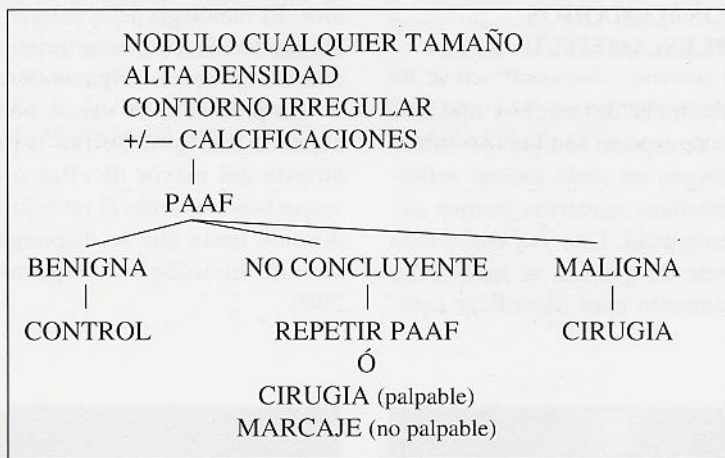 NODULO CUALQUIER TAMAÑO
ALTA DENSIDAD
CONTORNO IRREGULAR
+/— CALCIFICACIONES
PAAF
BENIGNA NO CONCLUYENTE MALIGNA
CONTROL REPETIR PAAF CIRUGIA
Ó
CIRUGIA (palpable)
MARCAJE (no palpable)